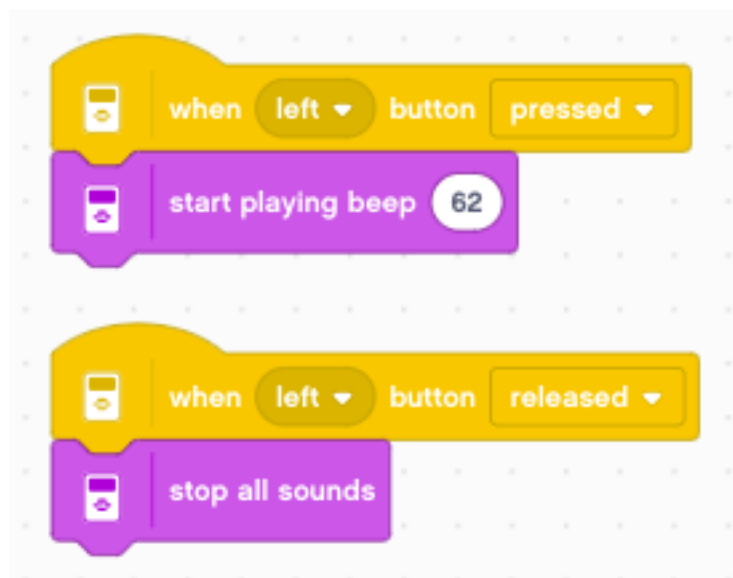 when left button pressed
start playing beep 62
when left button released
stop all sounds